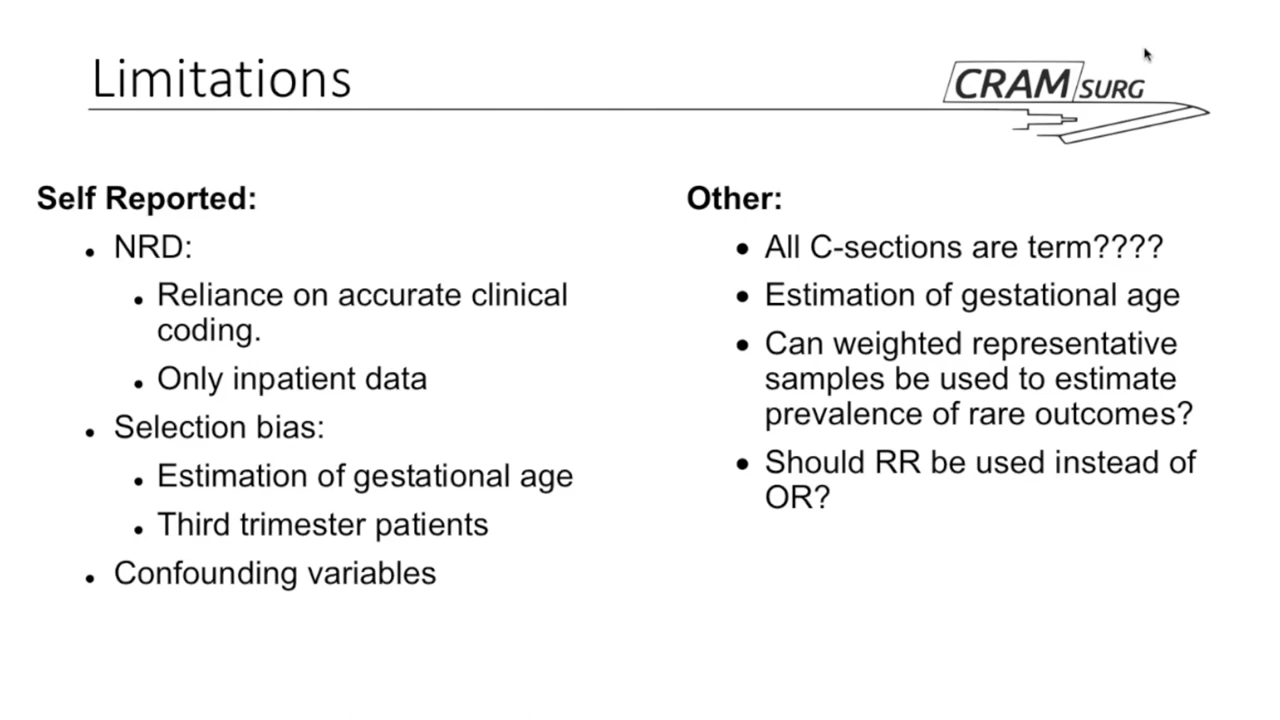 Limitations
CRAM SURG
Self Reported:
• NRD:
• Reliance on accurate clinical
coding.
• Only inpatient data
• Selection bias:
• Estimation of gestational age
• Third trimester patients
• Confounding variables
Other:
• All C-sections are term????
• Estimation of gestational age
• Can weighted representative
samples be used to estimate
prevalence of rare outcomes?
• Should RR be used instead of
OR?